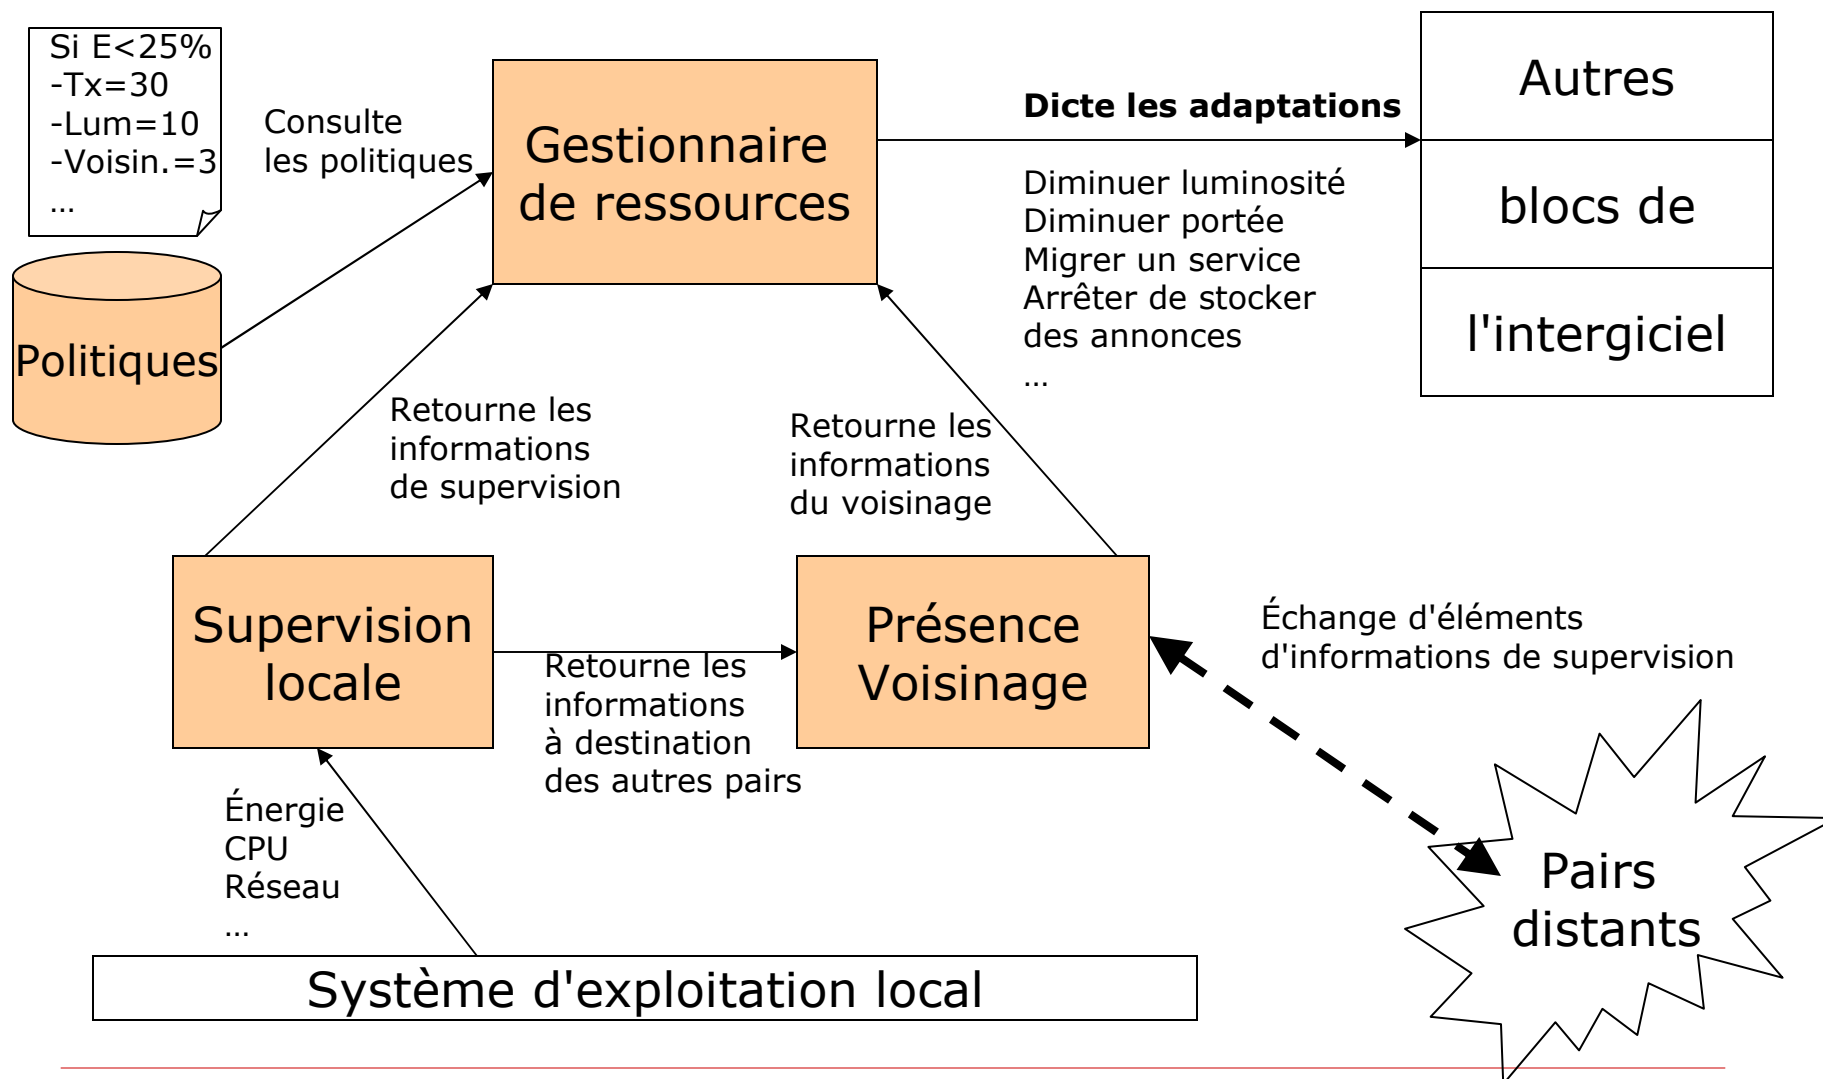 Si E<25%
-Tx=30
-Lum=10
-Voisin.=3
…
Politiques
Consulte
les politiques
Gestionnaire
de ressources
Dicte les adaptations
Diminuer luminosité
Diminuer portée
Migrer un service
Arrêter de stocker
des annonces
…
Autres
blocs de
l'intergiciel
Retourne les
informations
de supervision
Retourne les
informations
du voisinage
Supervision
locale
Retourne les
informations
à destination
des autres pairs
Présence
Voisinage
Échange d'éléments
d'informations de supervision
Énergie
CPU
Réseau
…
Pairs
distants
Système d'exploitation local